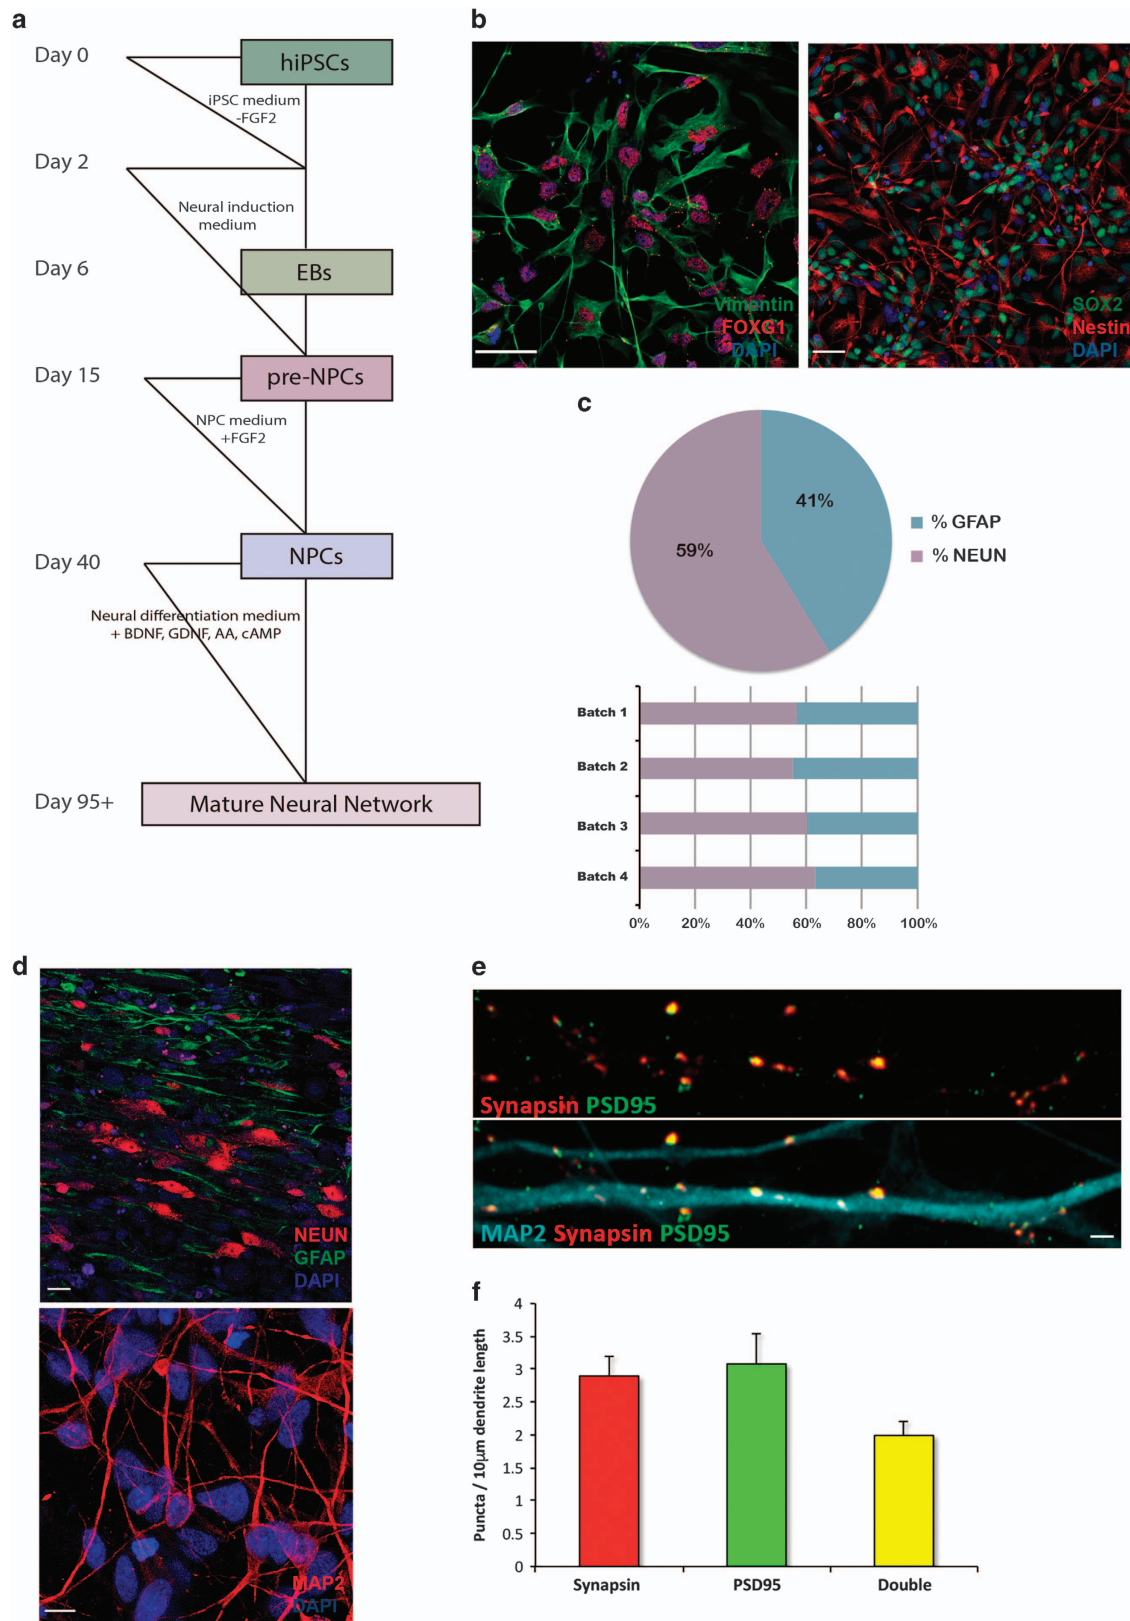 a
Day 0
hiPSCs
iPSC medium
-FGF2
Day 2
Neural induction
medium
Day 6
EBs
Day 15
pre-NPCs
NPC medium
+FGF2
Day 40
NPCs
Neural differentiation medium
+ BDNF, GDNF, AA, cAMP
Day 95+
Mature Neural Network
b
Vimentin
FOXG1
DAPI
SOX2
Nestin
DAPI
c
41%
59%
% GFAP
% NEUN
Batch 1
Batch 2
Batch 3
Batch 4
0% 20% 40% 60% 80% 100%
d
NEUN
GFAP
DAPI
MAP2
DAPI
e
Synapsin PSD95
MAP2 Synapsin PSD95
f
Puncta / 10μm dendrite length
4
3.5
3
2.5
2
1.5
1
0.5
0
Synapsin PSD95 Double